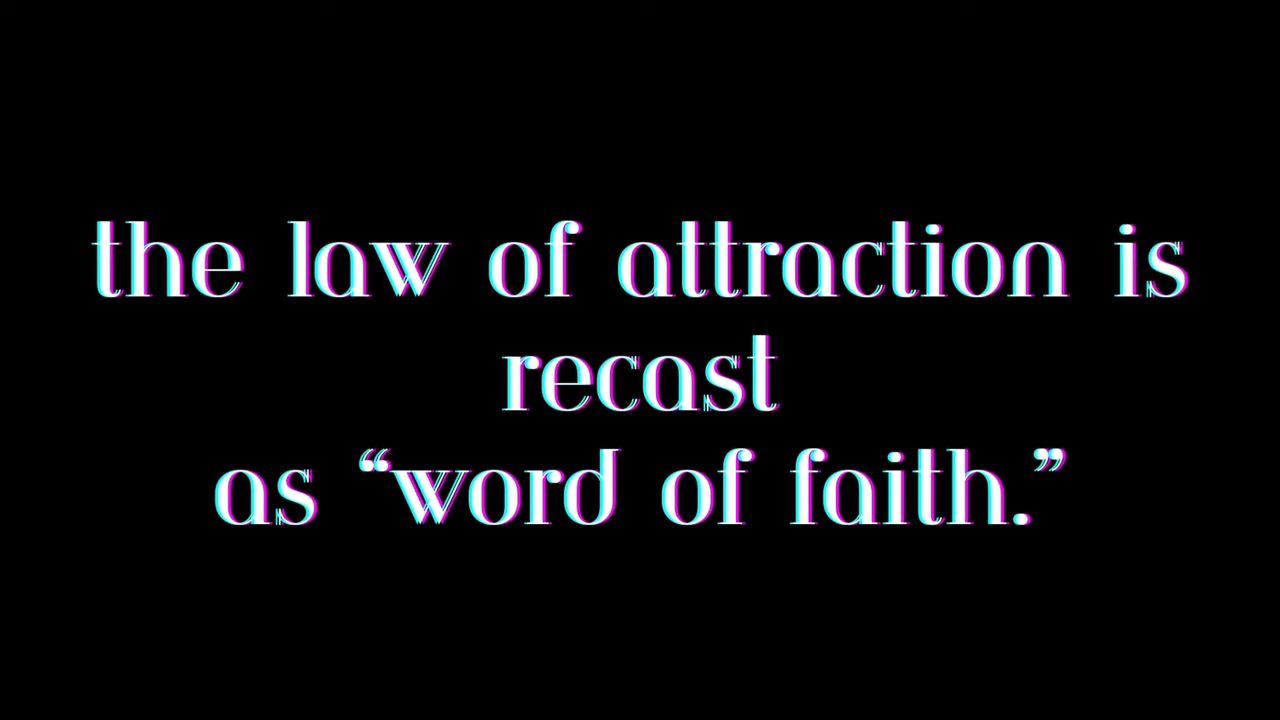 the law of attraction is
recast
as “word of faith.”